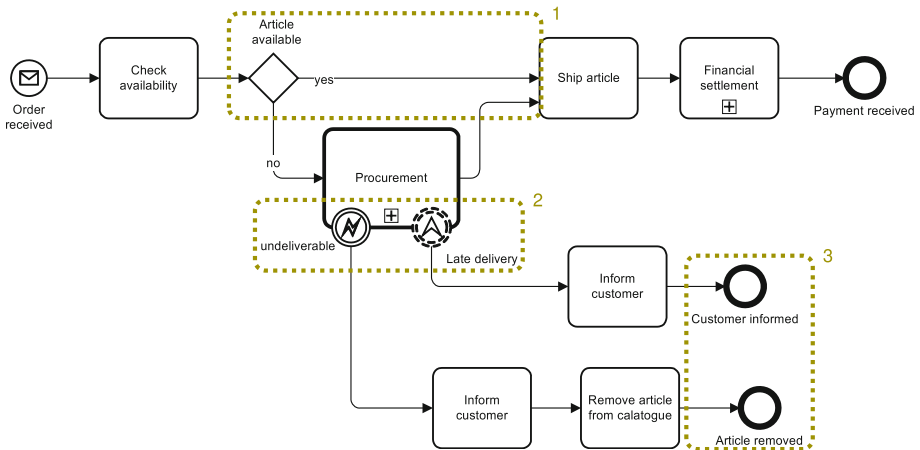 1
Article
available
Check
availability
yes
Ship article
Financial
settlement
Order
received
Payment received
no
Procurement
2
undeliverable
Late delivery
3
Inform
customer
Customer informed
Inform
customer
Remove article
from calatogue
Article removed